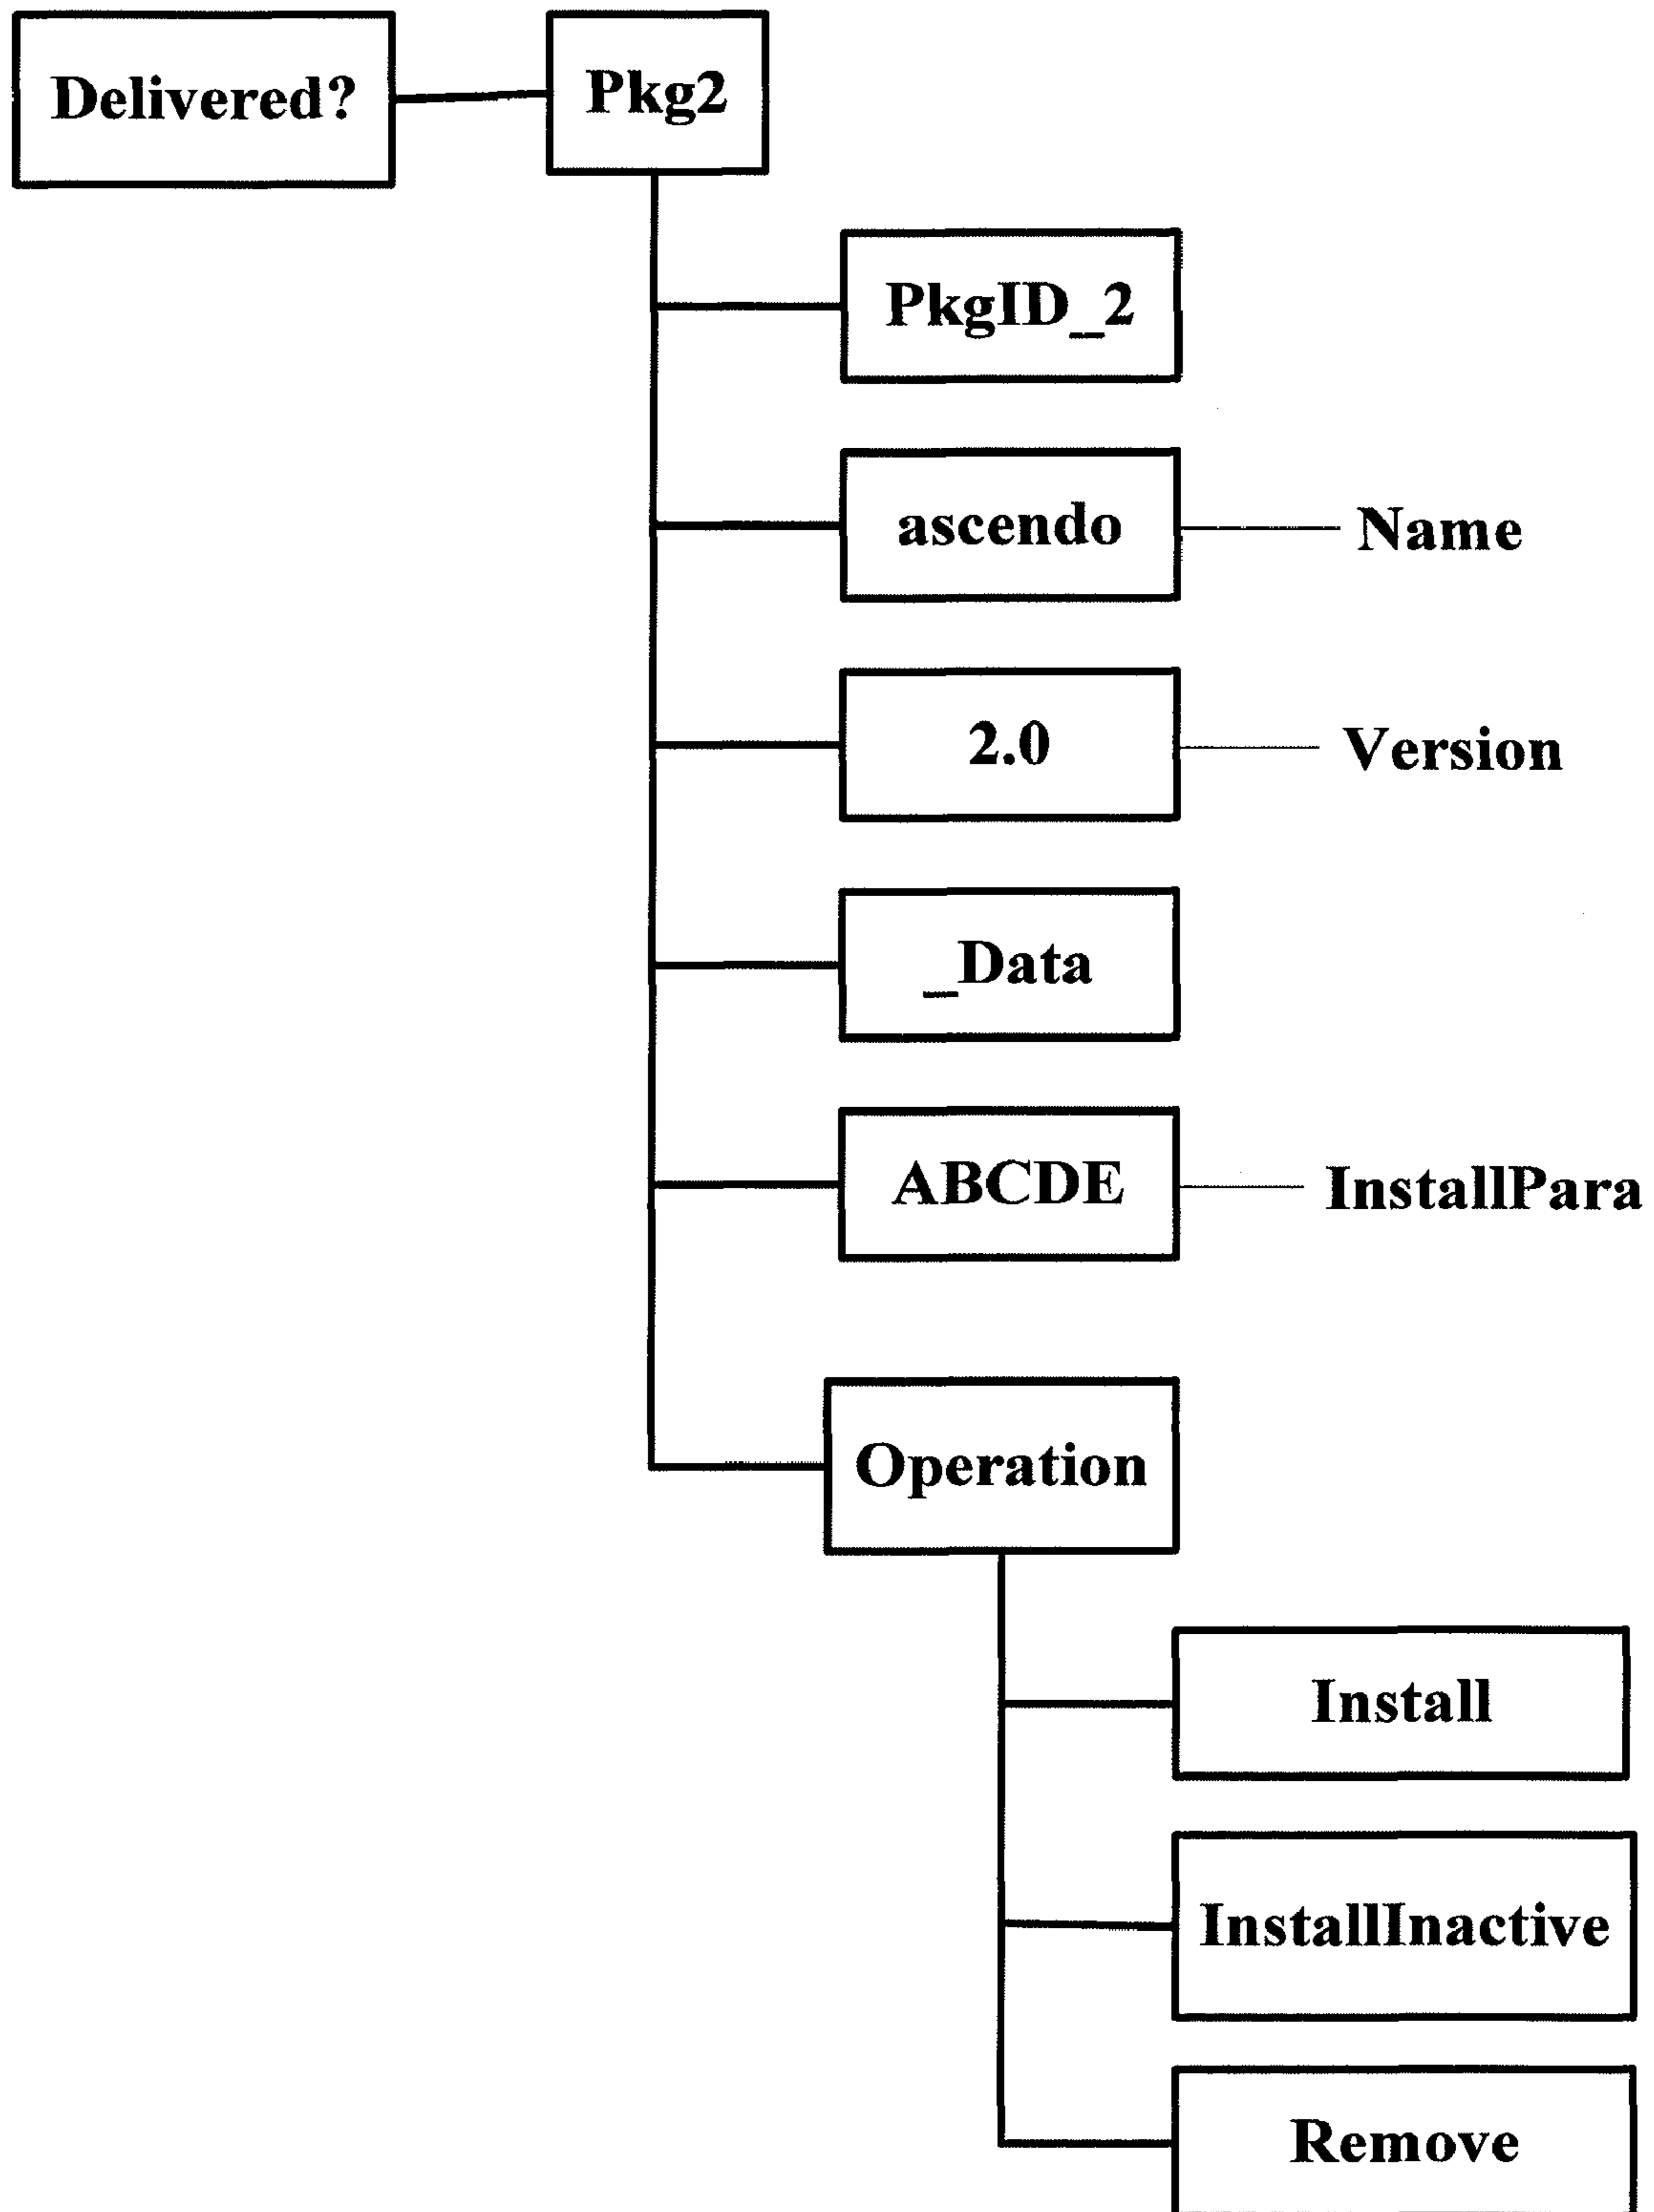 Delivered?
Pkg2
PkgID_2
ascendo
Name
2.0
Version
_Data
ABCDE
InstallPara
Operation
Install
InstallInactive
Remove